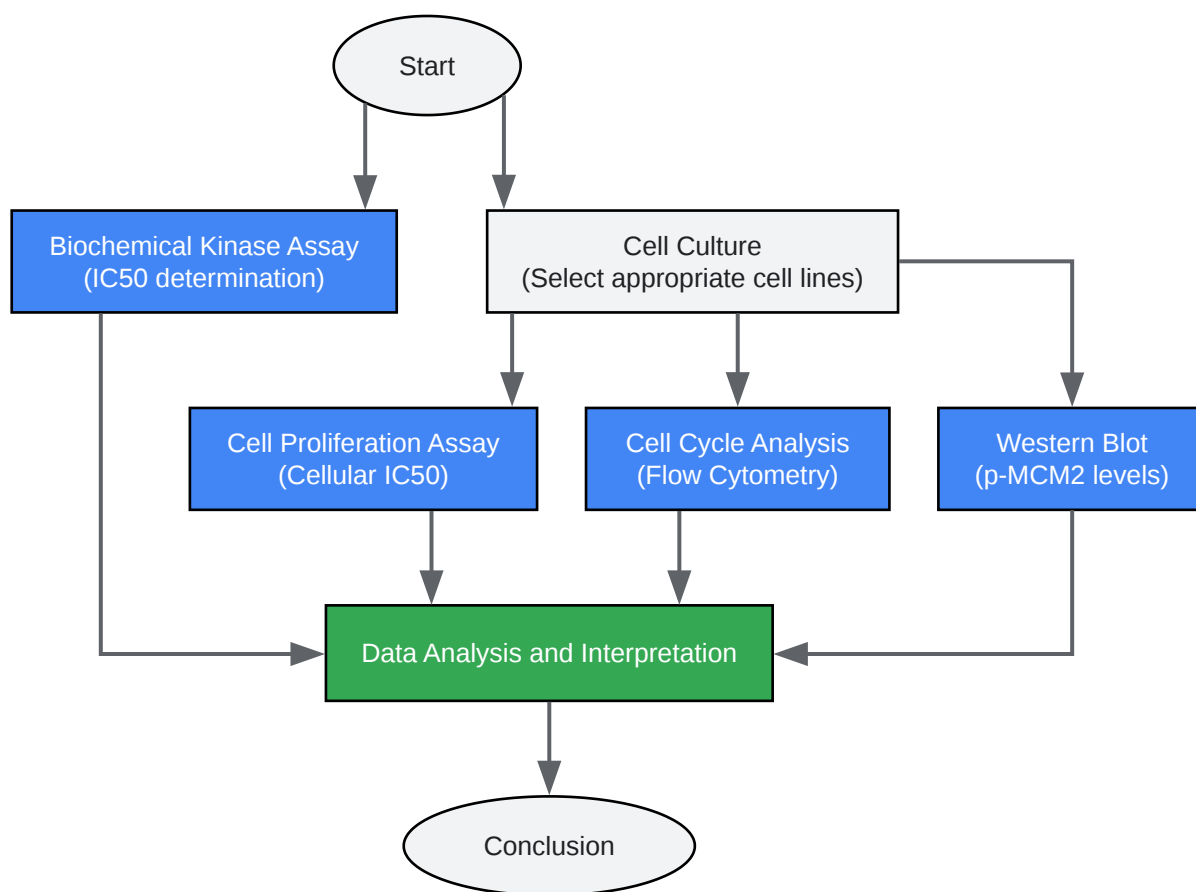 Start
Biochemical Kinase Assay
(IC50 determination)
Cell Culture
(Select appropriate cell lines)
Cell Proliferation Assay
(Cellular IC50)
Cell Cycle Analysis
(Flow Cytometry)
Western Blot
(p-MCM2 levels)
Data Analysis and Interpretation
Conclusion